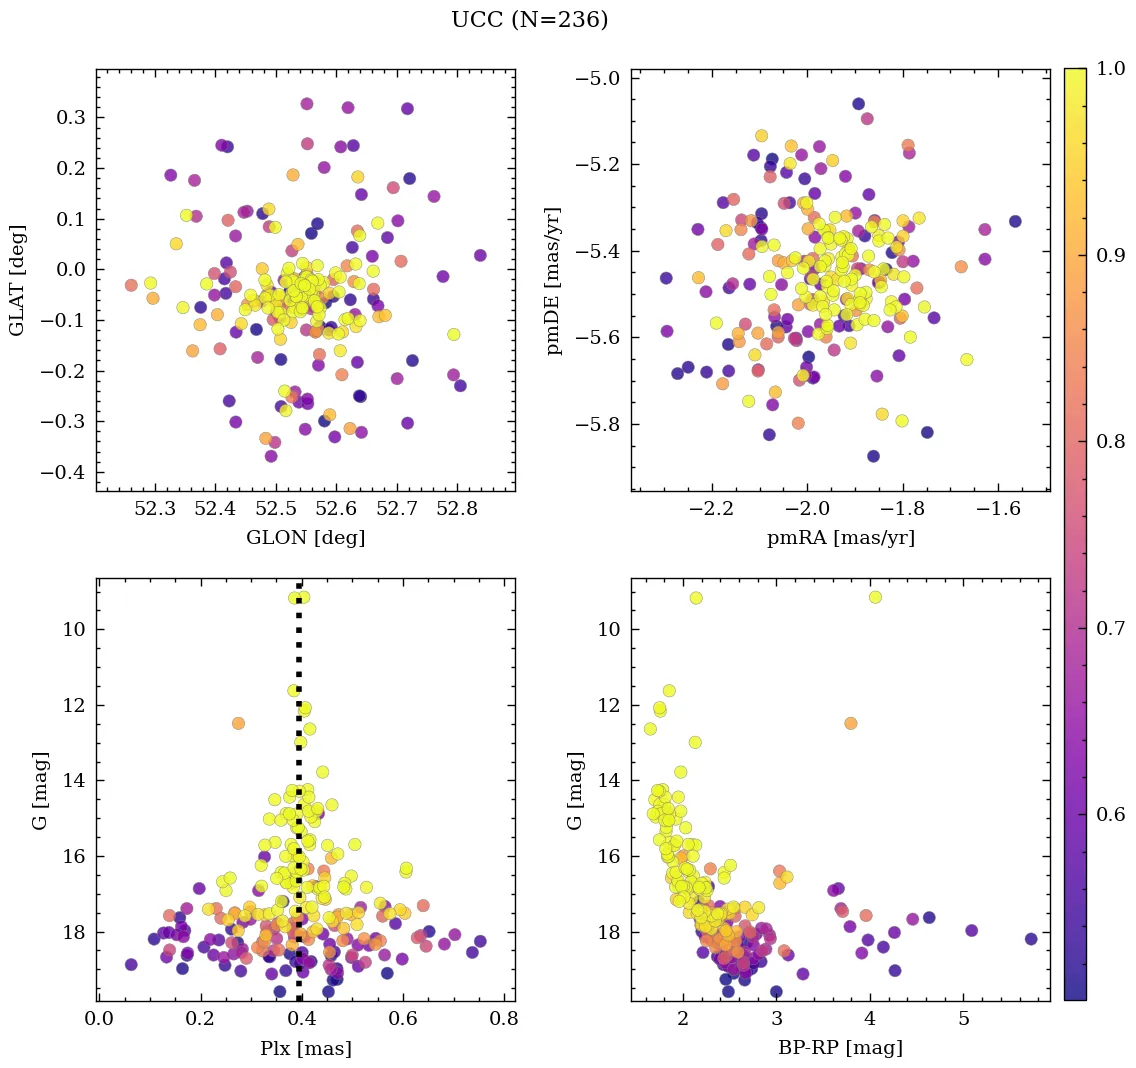 UCC (N=236)
0.3
0.2
0.1
0.0
−0.1
−0.2
−0.3
−0.4
GLAT [deg]
52.3 52.4 52.5 52.6 52.7 52.8
GLON [deg]
−5.0
−5.2
−5.4
−5.6
−5.8
pmDE [mas/yr]
−2.2 −2.0 −1.8 −1.6
pmRA [mas/yr]
1.0
0.9
0.8
0.7
0.6
10
12
14
16
18
G [mag]
0.0 0.2 0.4 0.6 0.8
Plx [mas]
10
12
14
16
18
G [mag]
2 3 4 5
BP-RP [mag]